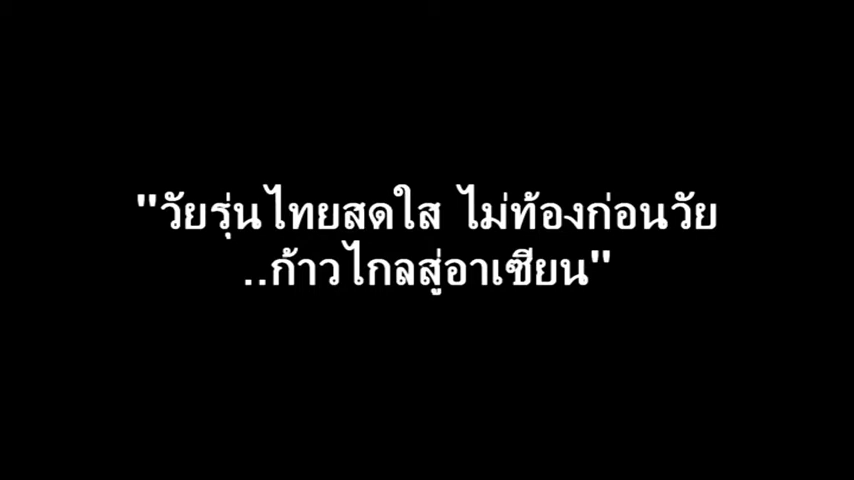 "วัยรุ่นไทยสดใส ไม่ท้องก่อนวัย
..ก้าวไกลสู่อาเซียน"